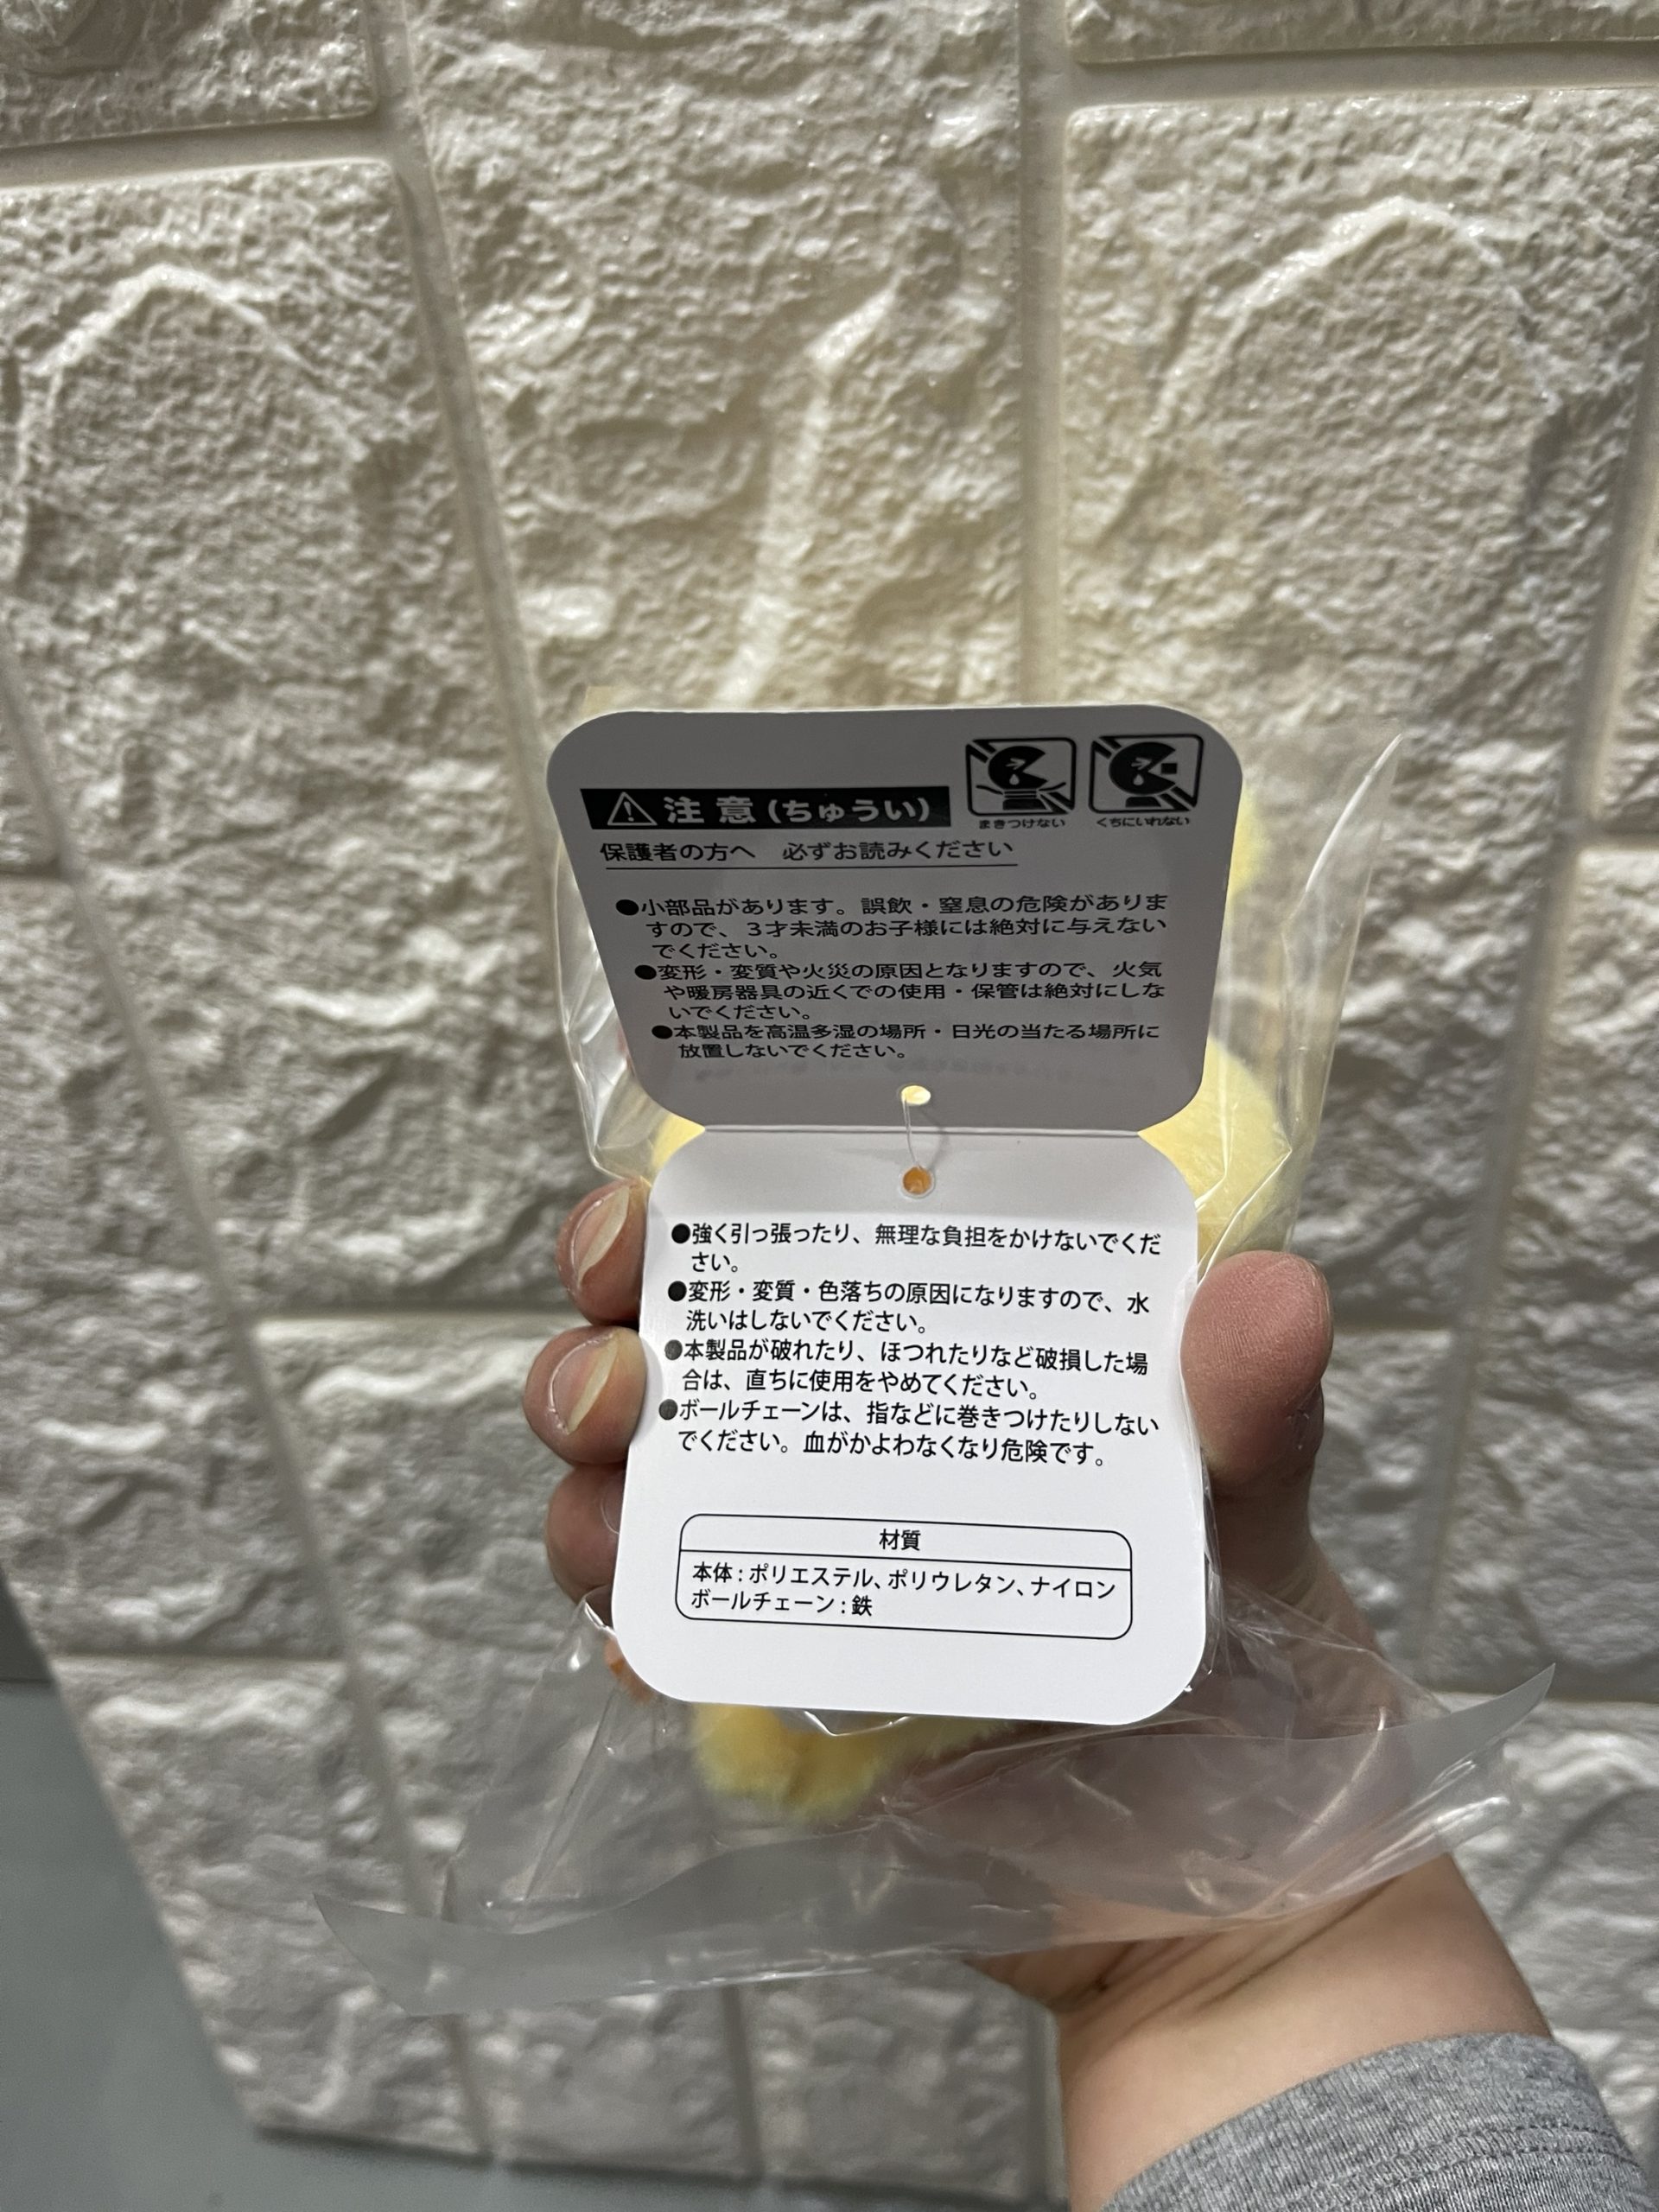 まきつけない
くちにいれない
注意(ちゅうい)
保護者の方へ 必ずお読みください
●小部品があります。誤飲・窒息の危険がありま
すので、3才未満のお子様には絶対に与えない
でください。
●変形・変質や火災の原因となりますので、火気
や暖房器具の近くでの使用・保管は絶対にしな
いでください。
●本製品を高温多湿の場所・日光の当たる場所に
放置しないでください。
●強く引っ張ったり、無理な負担をかけないでくだ
さい。
●変形・変質・色落ちの原因になりますので、水
洗いはしないでください。
●本製品が破れたり、ほつれたりなど破損した場
合は、直ちに使用をやめてください。
●ボールチェーンは、指などに巻きつけたりしない
でください。血がかよわなくなり危険です。
材質
本体:ポリエステル、ポリウレタン、ナイロン
ボールチェーン:鉄